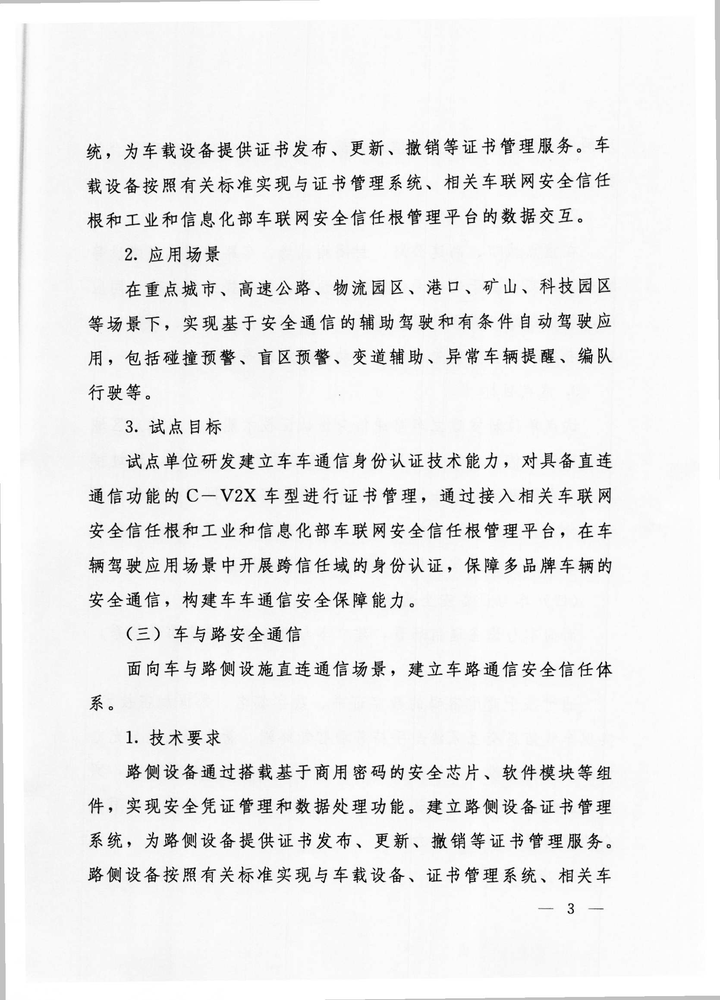 统，为车载设备提供证书发布、更新、撤销等证书管理服务。车
载设备按照有关标准实现与证书管理系统、相关车联网安全信任
根和工业和信息化部车联网安全信任根管理平台的数据交互。
2. 应用场景
在重点城市、高速公路、物流园区、港口、矿山、科技园区
等场景下，实现基于安全通信的辅助驾驶和有条件自动驾驶应
用，包括碰撞预警、盲区预警、变道辅助、异常车辆提醒、编队
行驶等。
3. 试点目标
试点单位研发建立车车通信身份认证技术能力，对具备直连
通信功能的 C－V2X 车型进行证书管理，通过接入相关车联网
安全信任根和工业和信息化部车联网安全信任根管理平台，在车
辆驾驶应用场景中开展跨信任域的身份认证，保障多品牌车辆的
安全通信，构建车车通信安全保障能力。
（三）车与路安全通信
面向车与路侧设施直连通信场景，建立车路通信安全信任体
系。
1. 技术要求
路侧设备通过搭载基于商用密码的安全芯片、软件模块等组
件，实现安全凭证管理和数据处理功能。建立路侧设备证书管理
系统，为路侧设备提供证书发布、更新、撤销等证书管理服务。
路侧设备按照有关标准实现与车载设备、证书管理系统、相关车
— 3 —